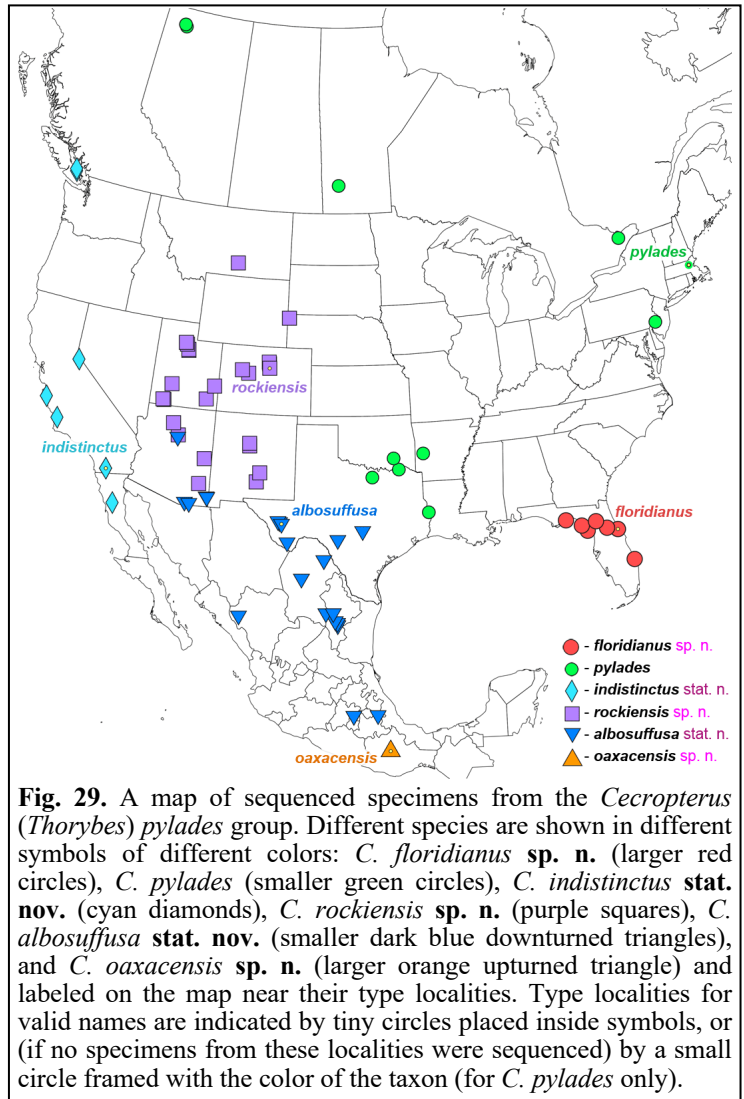 pylades
rockiensis
indistinctus
albosuffusa
floridianus
oaxacensis
- floridianus sp. n.
- pylades
- indistinctus stat. n.
- rockiensis sp. n.
- albosuffusa stat. n.
- oaxacensis sp. n.
Fig. 29. A map of sequenced specimens from the Cecropterus
(Thorybes) pylades group. Different species are shown in different
symbols of different colors: C. floridianus sp. n. (larger red
circles), C. pylades (smaller green circles), C. indistinctus stat.
nov. (cyan diamonds), C. rockiensis sp. n. (purple squares), C.
albosuffusa stat. nov. (smaller dark blue downturned triangles),
and C. oaxacensis sp. n. (larger orange upturned triangle) and
labeled on the map near their type localities. Type localities for
valid names are indicated by tiny circles placed inside symbols, or
(if no specimens from these localities were sequenced) by a small
circle framed with the color of the taxon (for C. pylades only).